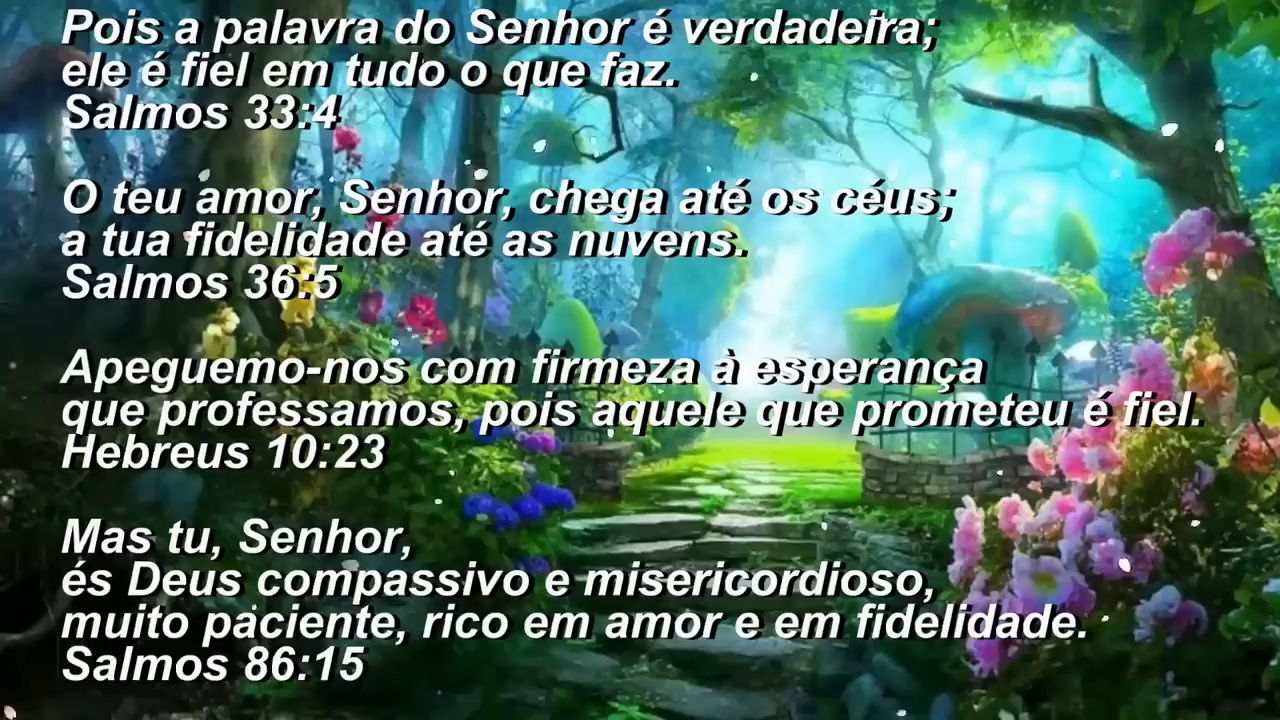 Pois a palavra do Senhor é verdadeira;
ele é fiel em tudo o que faz.
Salmos 33:4
O teu amor, Senhor, chega até os céus;
a tua fidelidade até as nuvens.
Salmos 36:5
Apeguemo-nos com firmeza à esperança
que professamos, pois aquele que prometeu é fiel.
Hebreus 10:23
Mas tu, Senhor,
és Deus compassivo e misericordioso,
muito paciente, rico em amor e em fidelidade.
Salmos 86:15